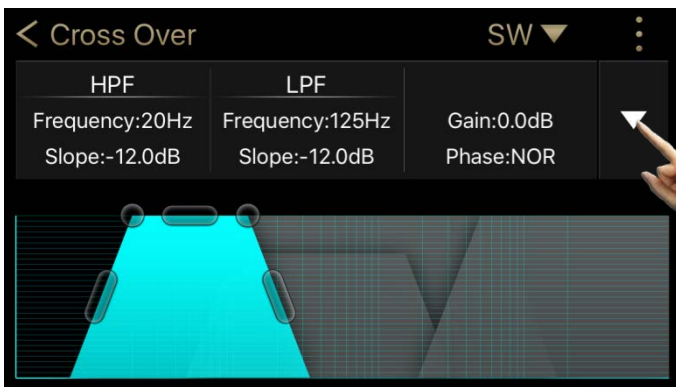 Cross Over
SW
HPF
LPF
Frequency:20Hz
Frequency:125Hz
Gain:0.0dB
Slope:-12.0dB
Slope:-12.0dB
Phase:NOR